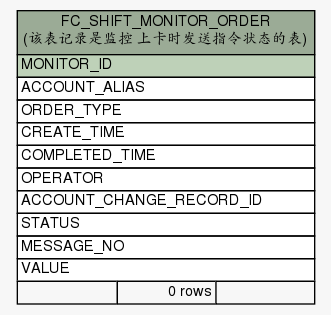 FC_SHIFT_MONITOR_ORDER
(该表记录是监控 上卡时发送指令状态的表)
MONITOR_ID
ACCOUNT_ALIAS
ORDER_TYPE
CREATE_TIME
COMPLETED_TIME
OPERATOR
ACCOUNT_CHANGE_RECORD_ID
STATUS
MESSAGE_NO
VALUE
0 rows